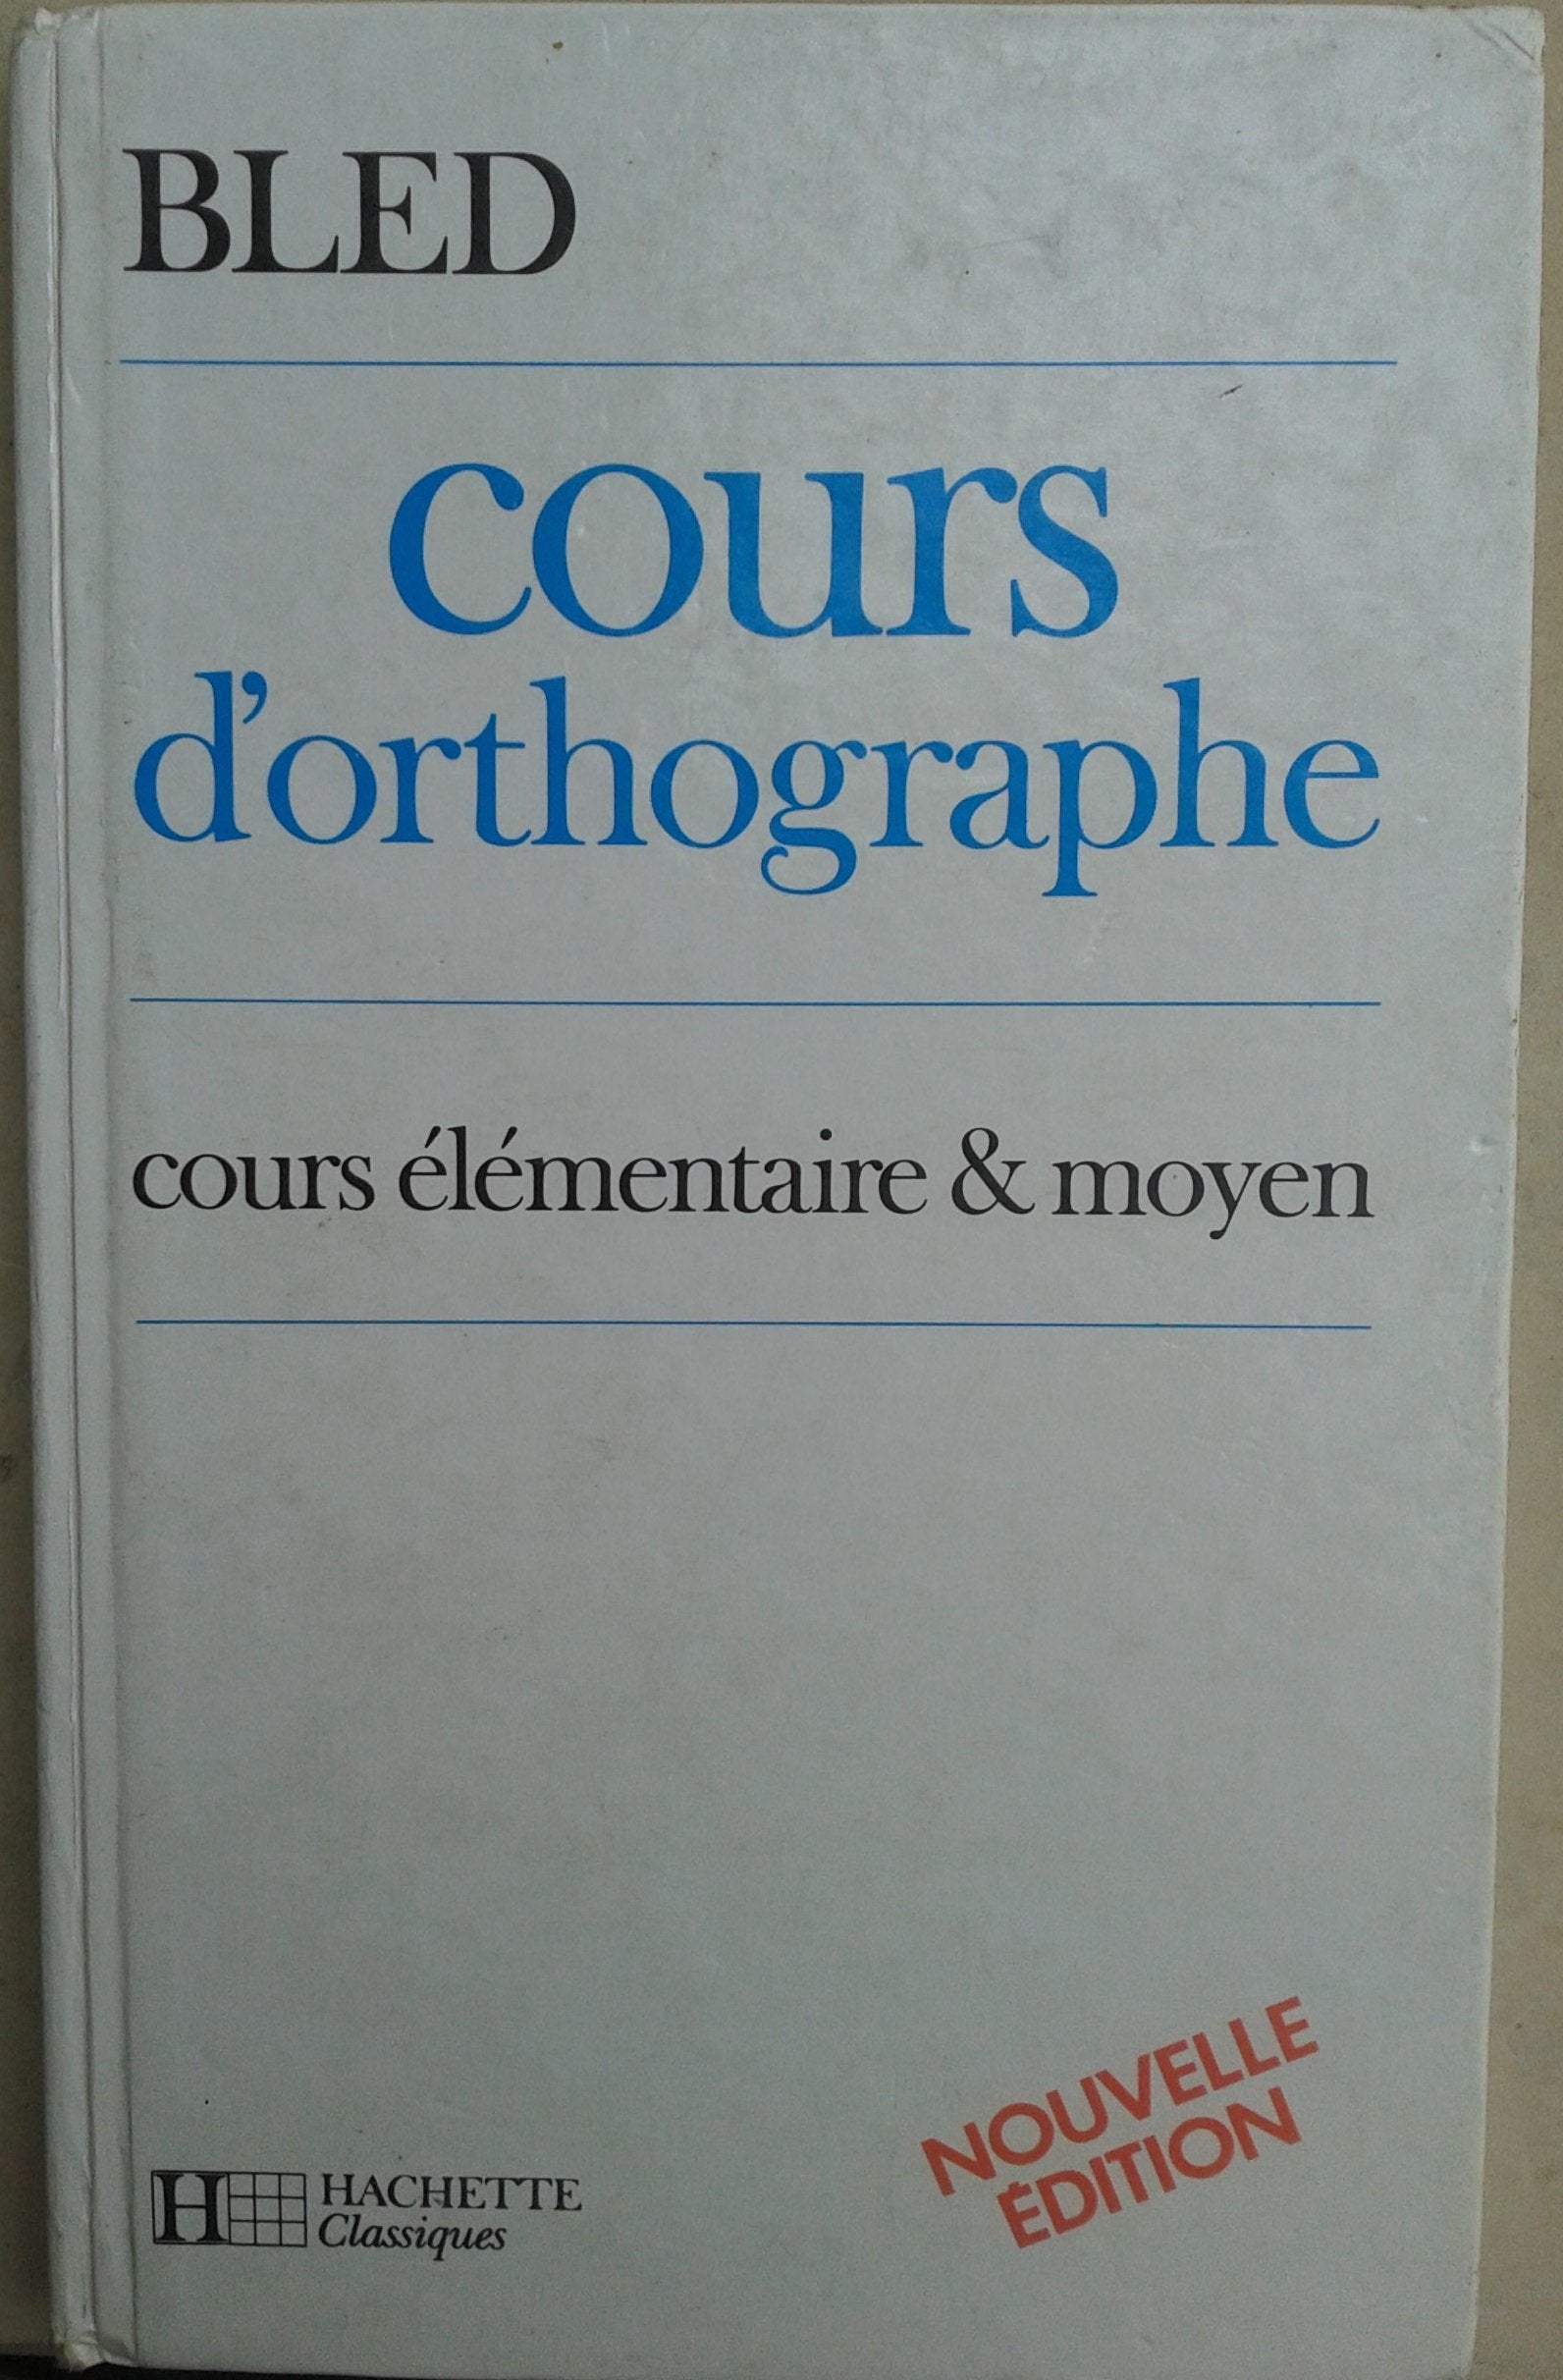 BLED
cours
d'orthographe
cours élémentaire & moyen
NOUVELLE
ÉDITION
H
HACHETTE
Classiques